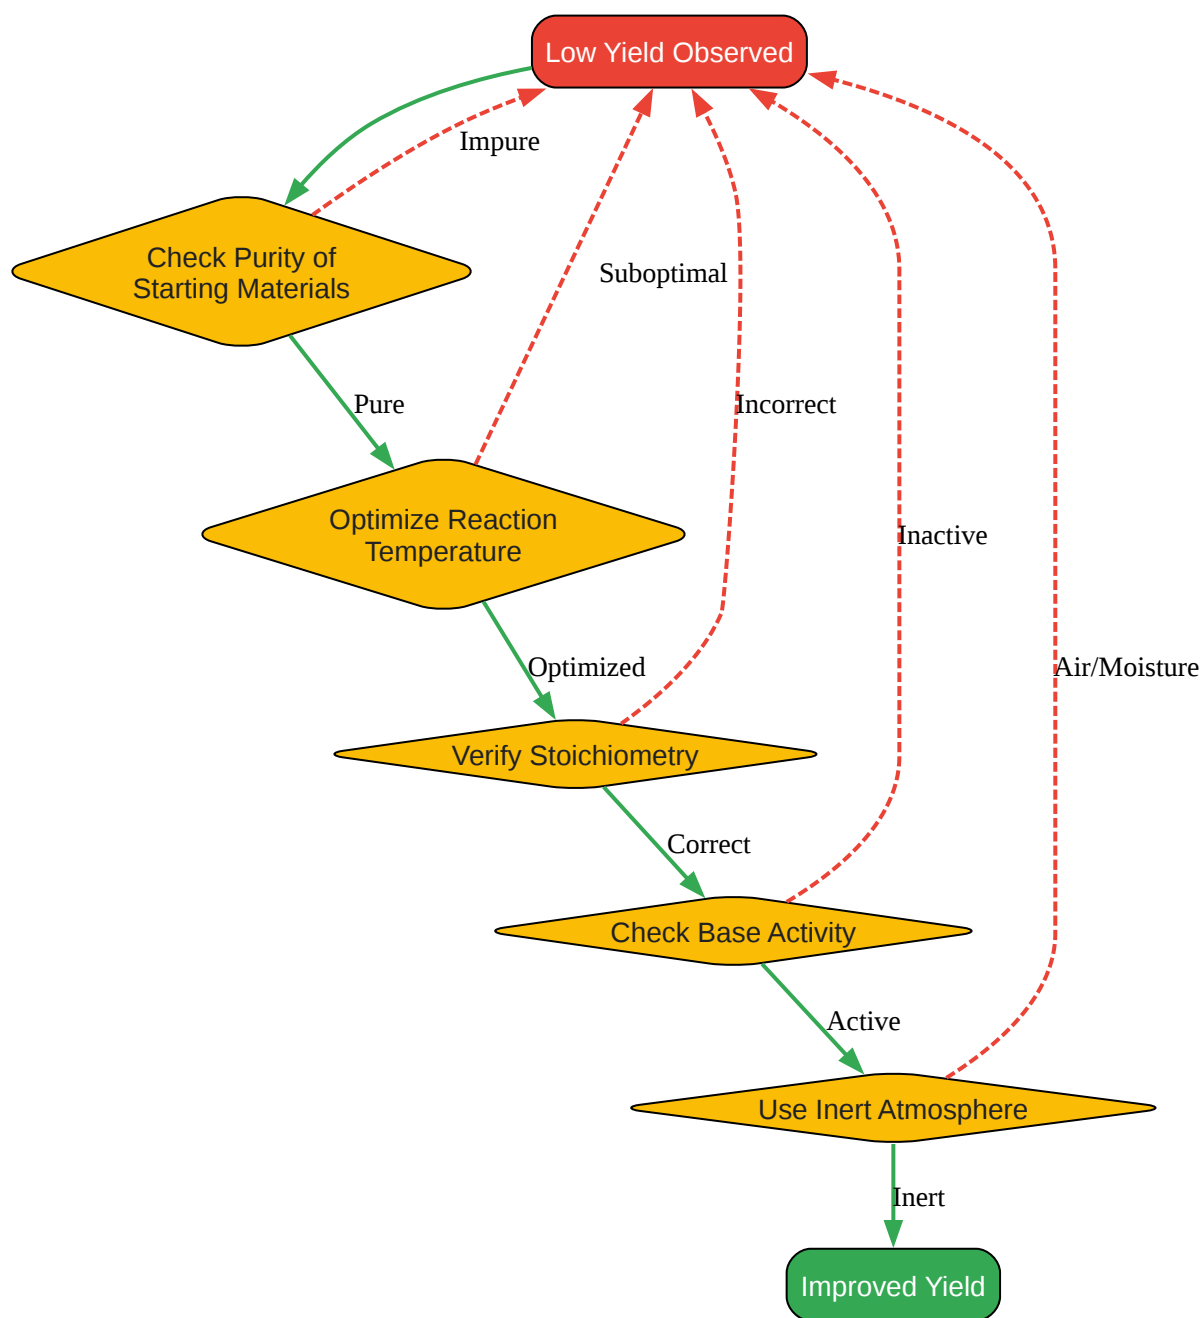 Low Yield Observed
Impure
Check Purity of
Starting Materials
Suboptimal
Pure
Incorrect
Optimize Reaction
Temperature
Inactive
Optimized
Air/Moisture
Verify Stoichiometry
Correct
Check Base Activity
Active
Use Inert Atmosphere
Inert
Improved Yield